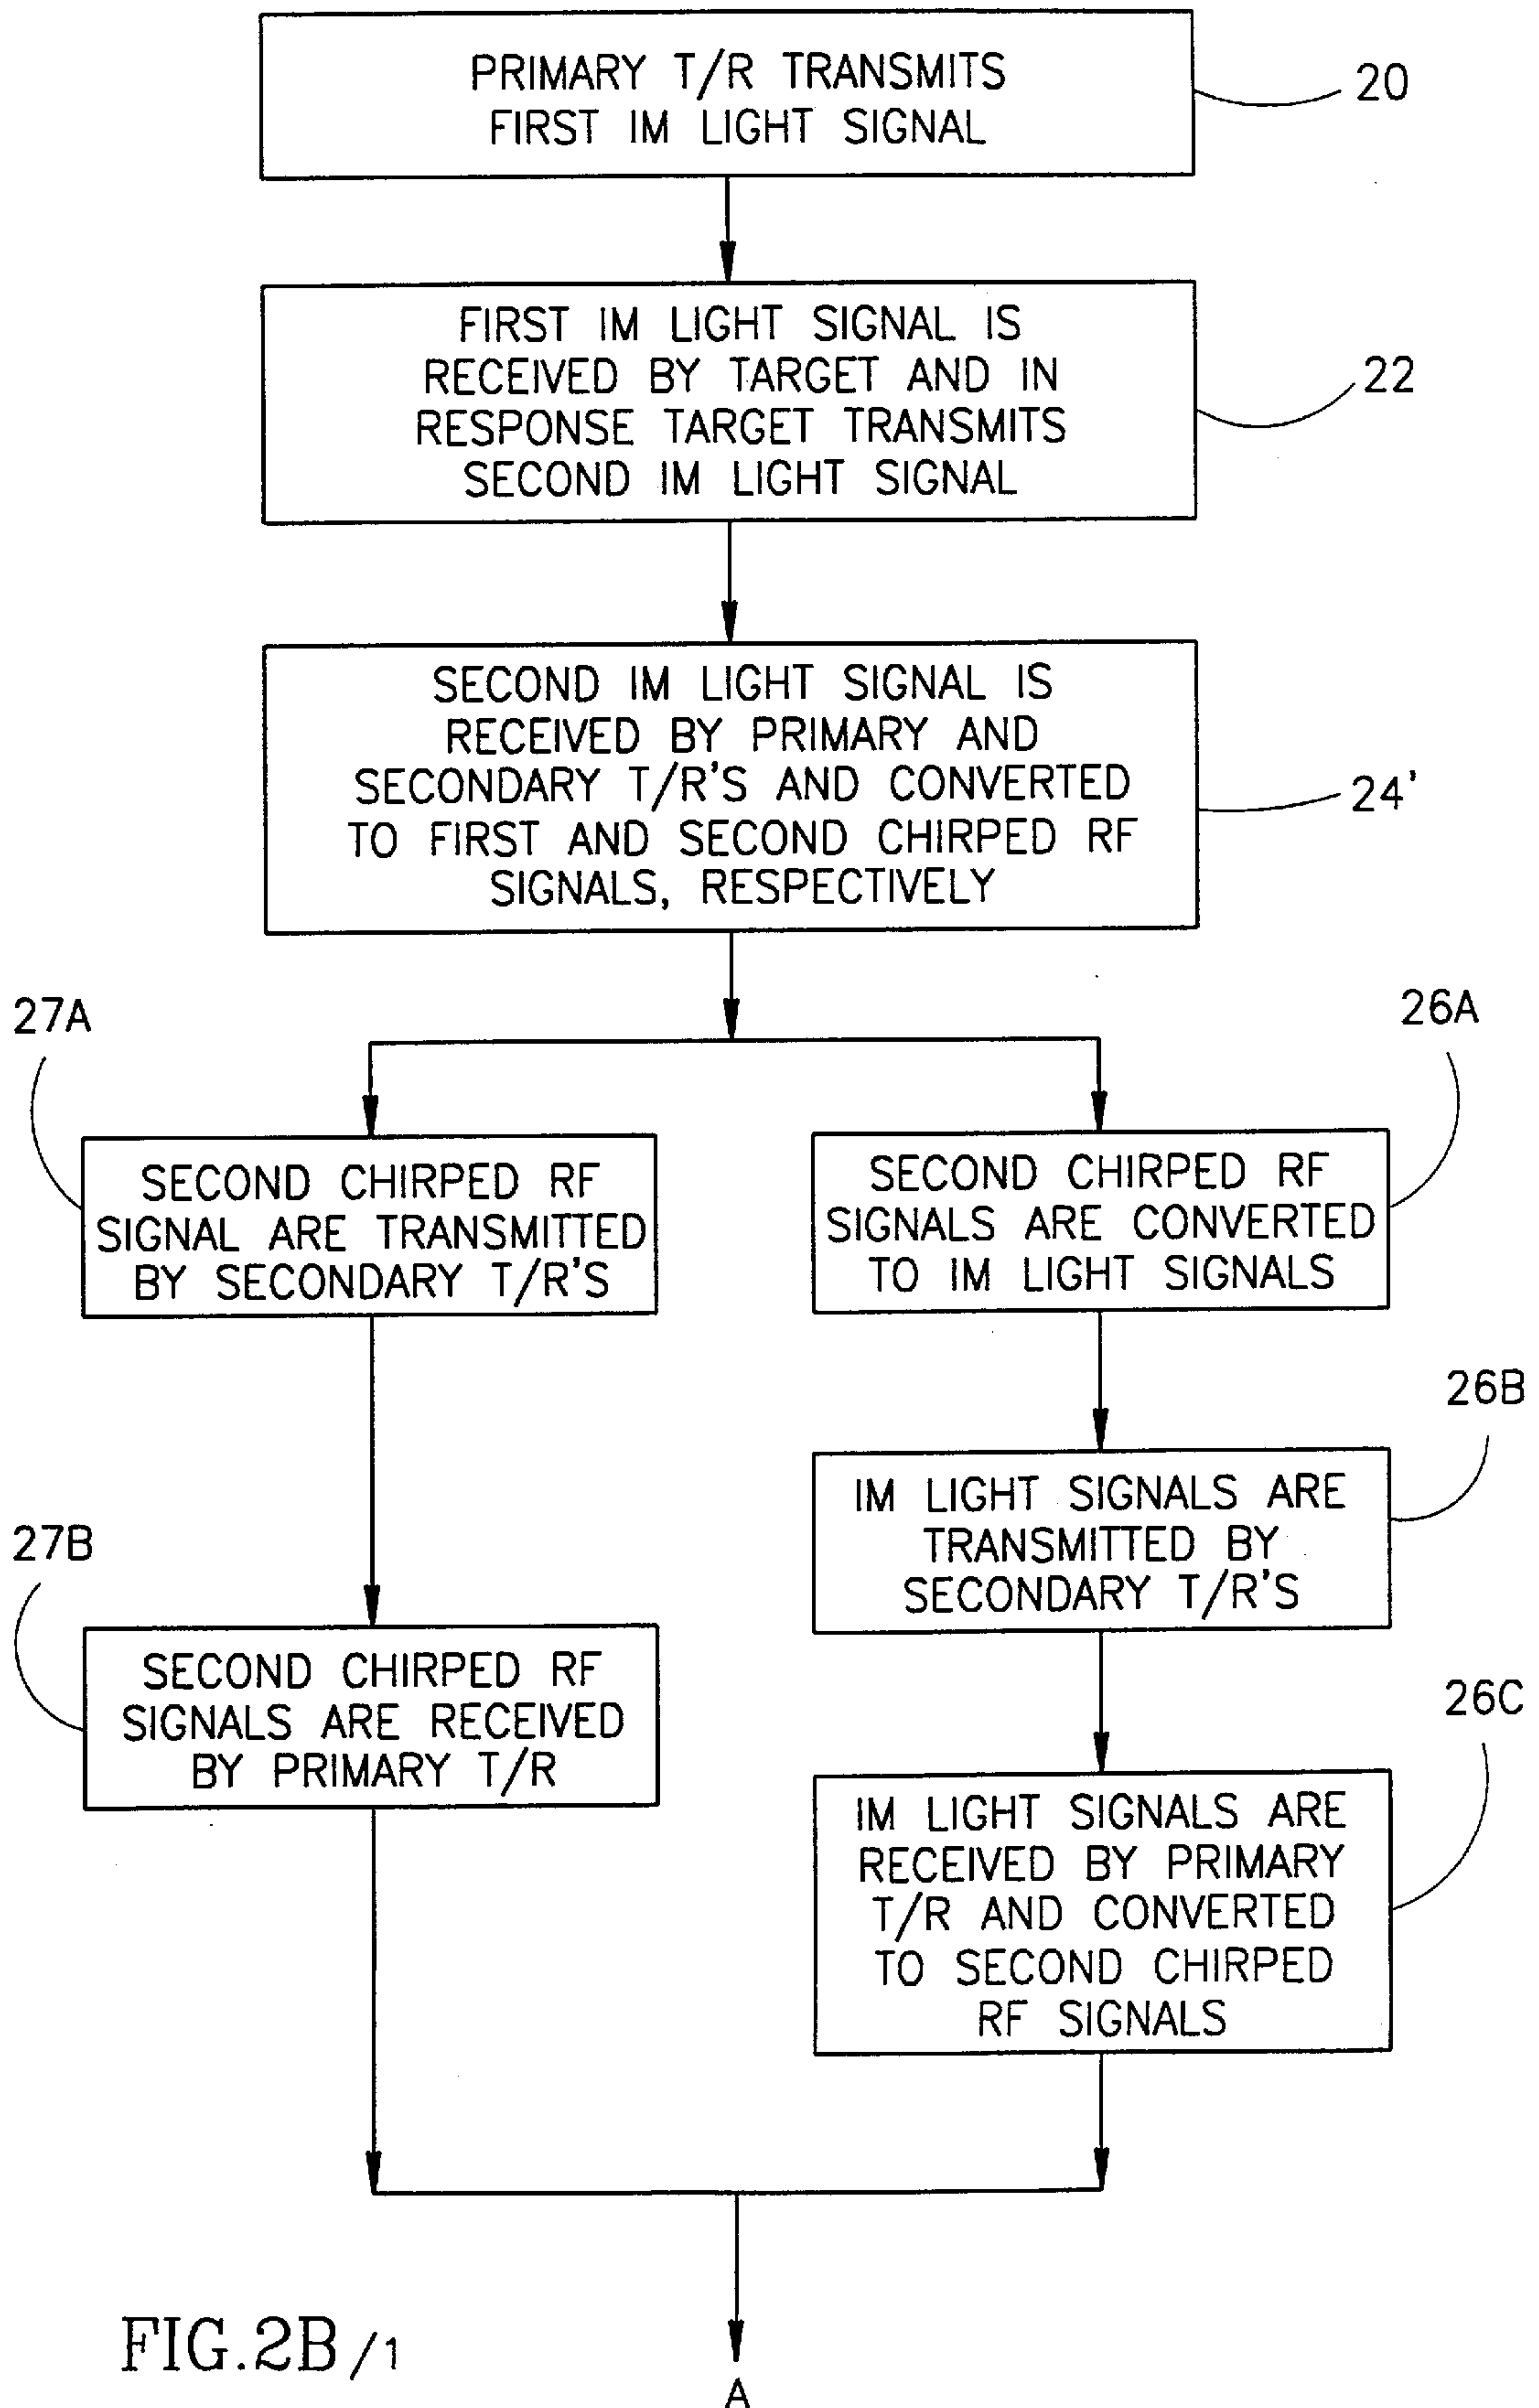 PRIMARY T/R TRANSMITS
FIRST IM LIGHT SIGNAL
20
FIRST IM LIGHT SIGNAL IS
RECEIVED BY TARGET AND IN
RESPONSE TARGET TRANSMITS
SECOND IM LIGHT SIGNAL
22
SECOND IM LIGHT SIGNAL IS
RECEIVED BY PRIMARY AND
SECONDARY T/R'S AND CONVERTED
TO FIRST AND SECOND CHIRPED RF
SIGNALS, RESPECTIVELY
24'
27A
SECOND CHIRPED RF
SIGNAL ARE TRANSMITTED
BY SECONDARY T/R'S
26A
SECOND CHIRPED RF
SIGNALS ARE CONVERTED
TO IM LIGHT SIGNALS
26B
IM LIGHT SIGNALS ARE
TRANSMITTED BY
SECONDARY T/R'S
27B
SECOND CHIRPED RF
SIGNALS ARE RECEIVED
BY PRIMARY T/R
26C
IM LIGHT SIGNALS ARE
RECEIVED BY PRIMARY
T/R AND CONVERTED
TO SECOND CHIRPED
RF SIGNALS
FIG.2B/1
A